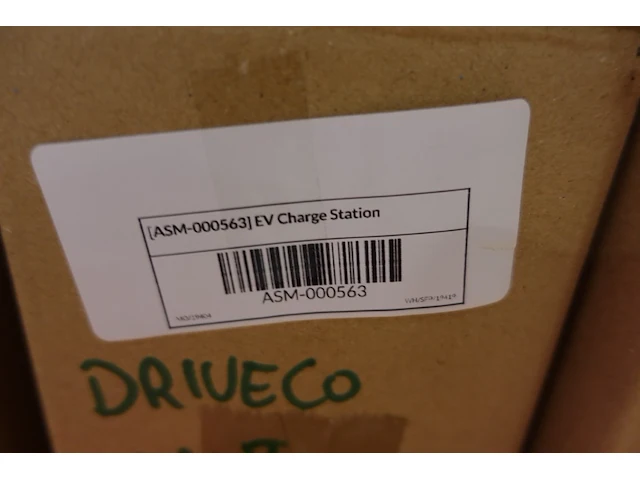 [ASM-000563] EV Charge Station
ASM-000563
DRIVECO